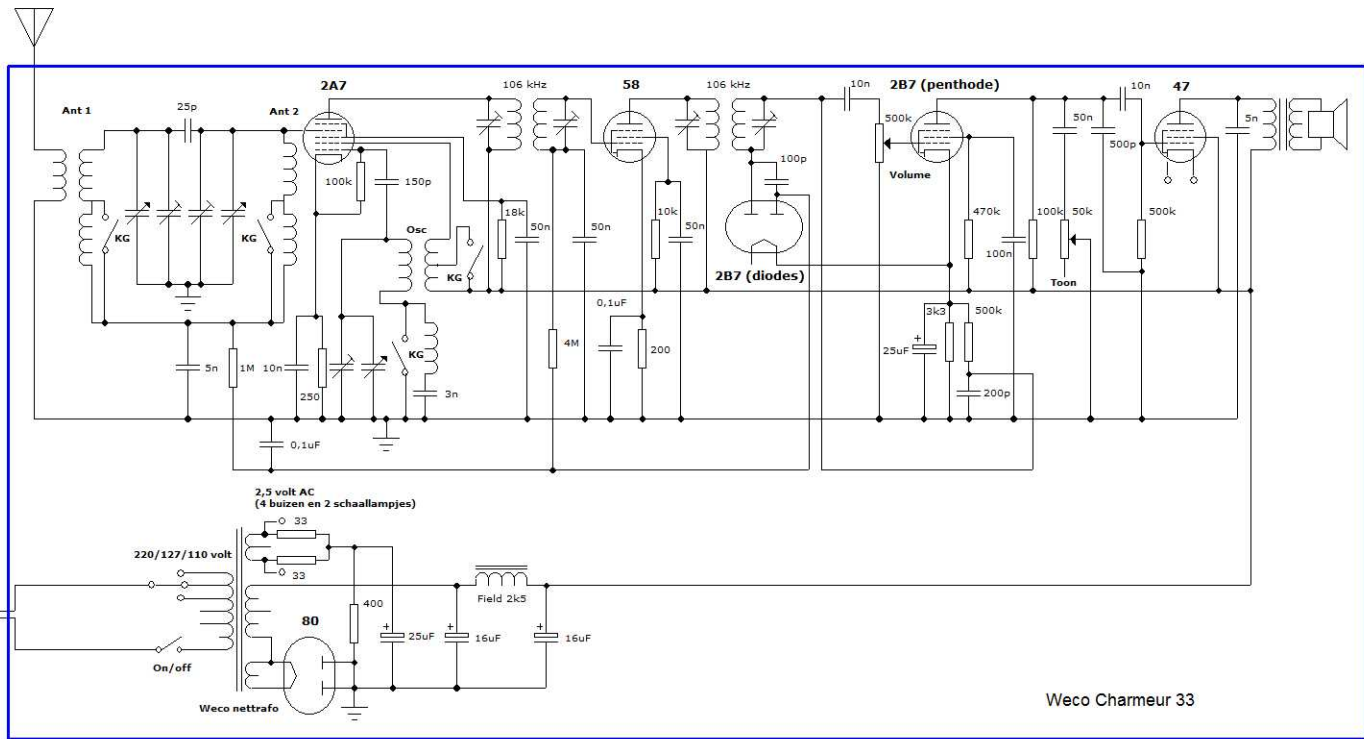 2A7
106 kHz
58
106 kHz
10n
2B7 (penthode)
10n
47
Ant 1
25p
Ant 2
500k
50n
500p
5n
Volume
100k
150p
100p
18k
50n
50n
10k
50n
470k
100n
100k
50k
500k
KG
KG
Osc
KG
2B7 (diodes)
Toon
5n
1M
10n
250
KG
3n
4M
0,1uF
200
3k3
500k
25uF
+
200p
0,1uF
2,5 volt AC
(4 buizen en 2 schaallampjes)
33
220/127/110 volt
33
Field 2k5
400
80
+
25uF
+
16uF
+
16uF
On/off
Weco nettrafo
Weco Charmeur 33